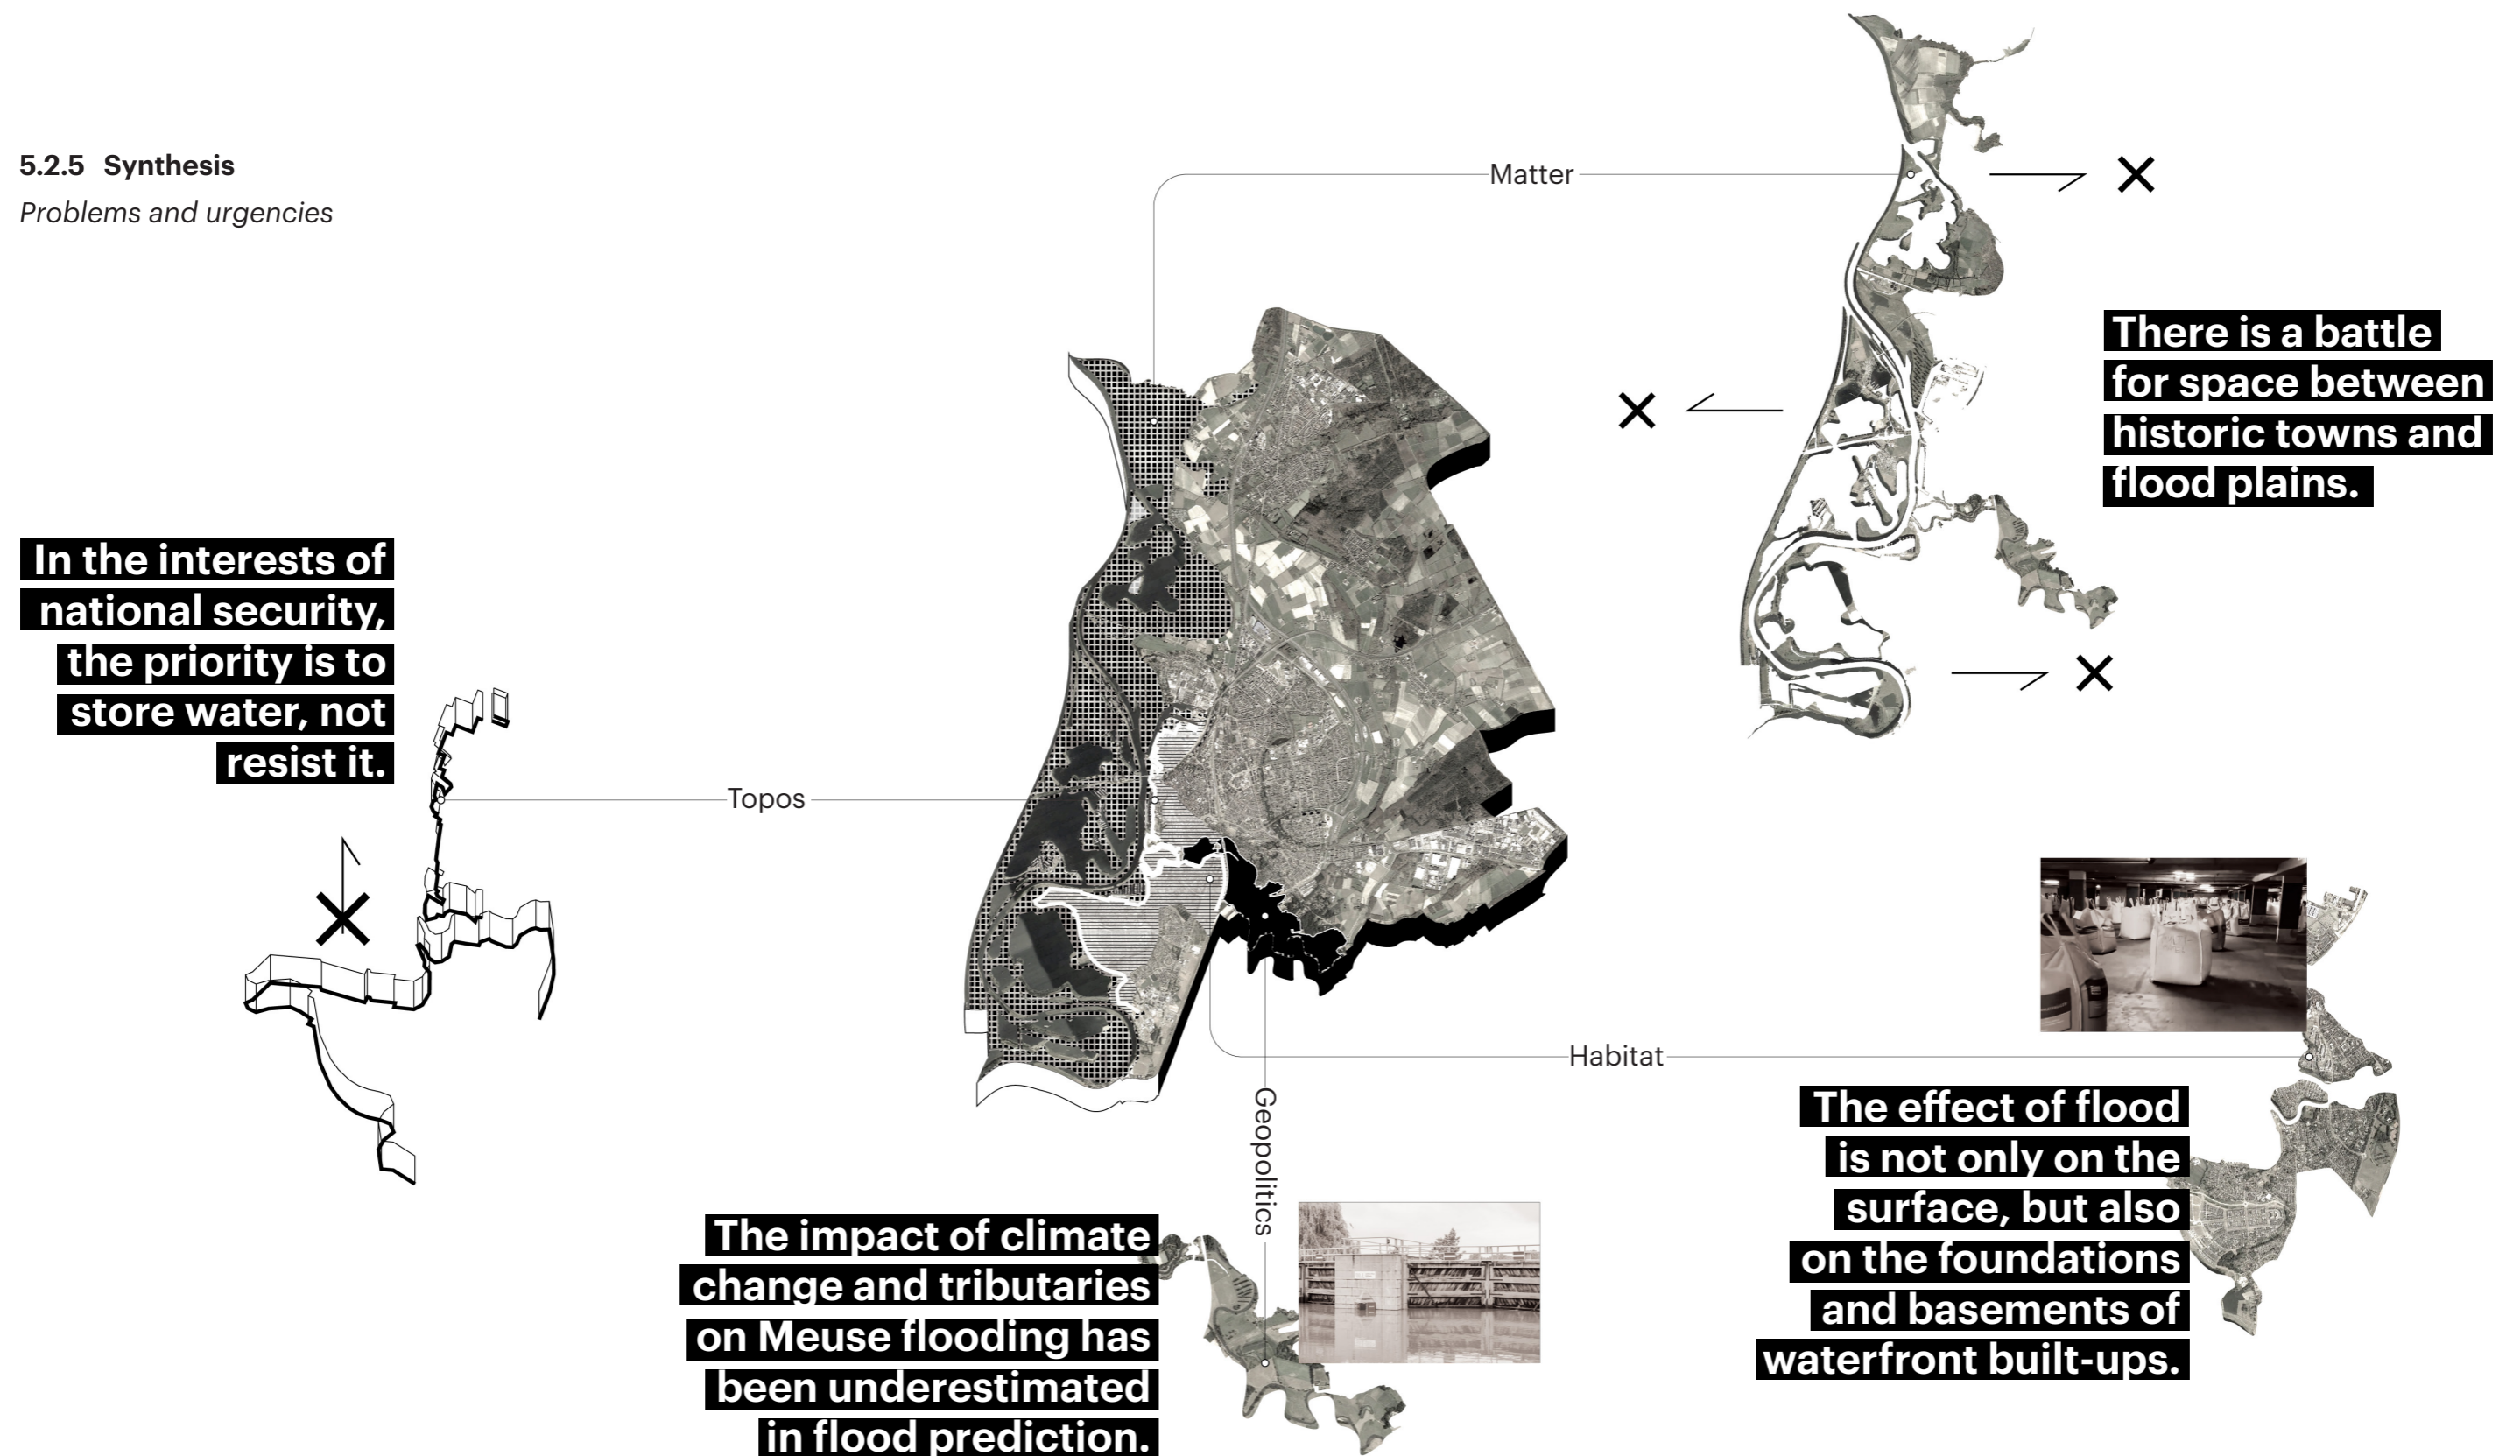 5.2.5 Synthesis
Problems and urgencies
Matter
There is a battle
for space between
historic towns and
flood plains.
In the interests of
national security,
the priority is to
store water, not
resist it.
Topos
Habitat
Geopolitics
The effect of flood
is not only on the
surface, but also
on the foundations
and basements of
waterfront built-ups.
The impact of climate
change and tributaries
on Meuse flooding has
been underestimated
in flood prediction.